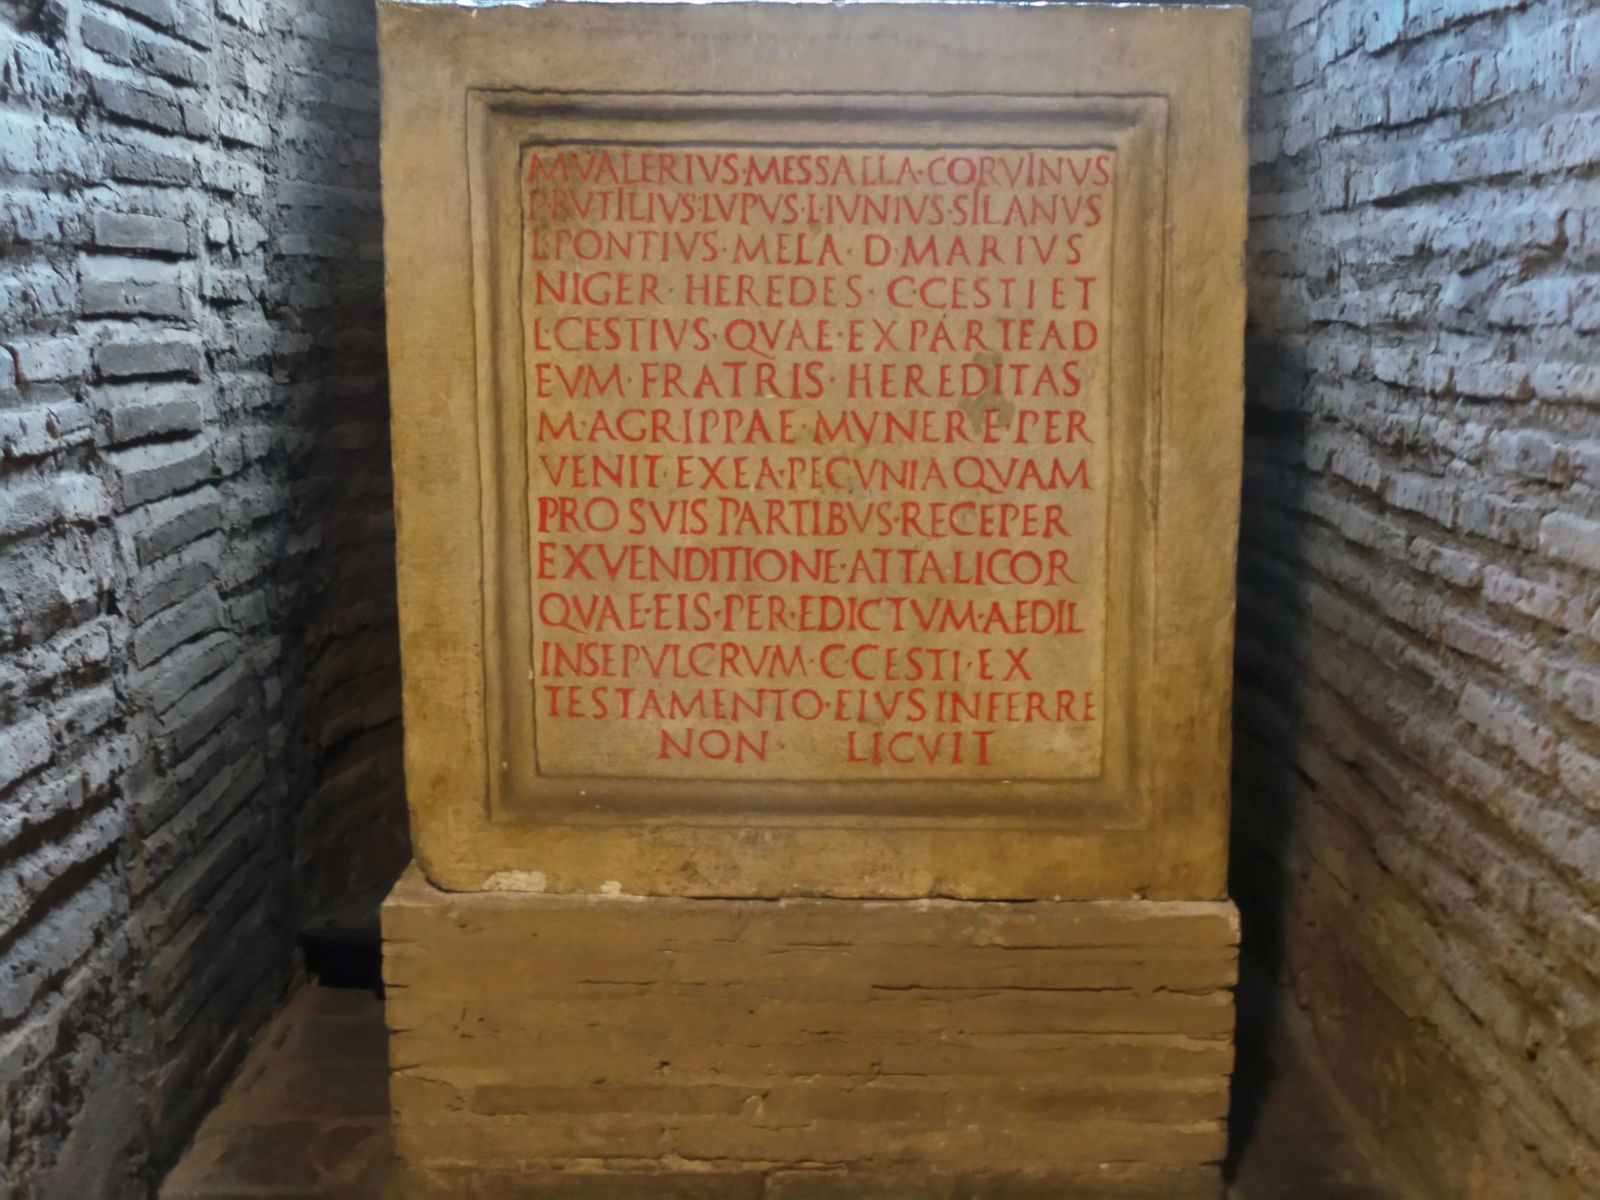 M·VALERIVS·MESSALLA·CORVINVS
P·RVTILIVS·LVPVS·L·IVNIVS·SILANVS
L·PONTIVS·MELA·D·MARIVS
NIGER·HEREDES·C·CESTI ET
L·CESTIVS·QVAE·EX PARTE AD
EVM·FRATRIS·HEREDITAS
M·AGRIPPAE·MVNERE·PER
VENIT·EX EA·PECVNIA QVAM
PRO SVIS PARTIBVS·RECEPER
EX VENDITIONE·ATTALICOR
QVAE·EIS·PER·EDICTVM·AEDIL
IN SEPVLCRVM·C·CESTI·EX
TESTAMENTO·EIVS INFERRE
NON· LICVIT